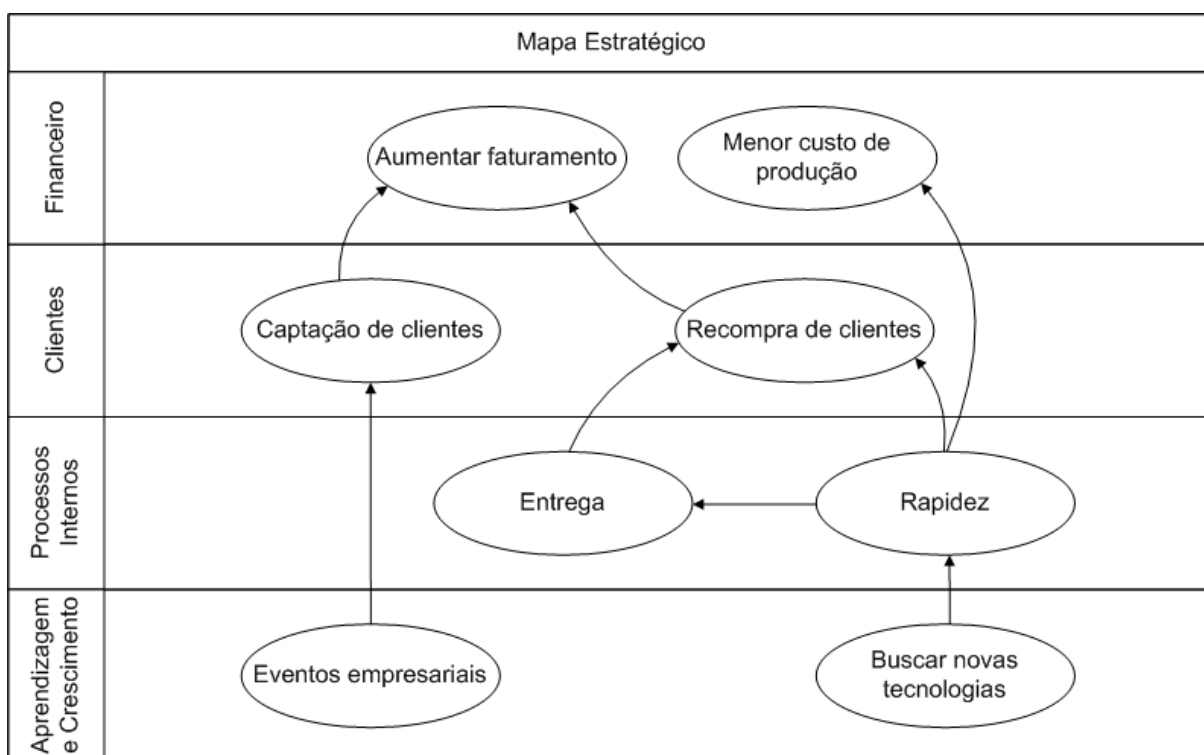 Mapa Estratégico
Financeiro
Aumentar faturamento
Menor custo de
produção
Clientes
Captação de clientes
Recompra de clientes
Processos
Internos
Entrega
Rapidez
Aprendizagem
e Crescimento
Eventos empresariais
Buscar novas
tecnologias